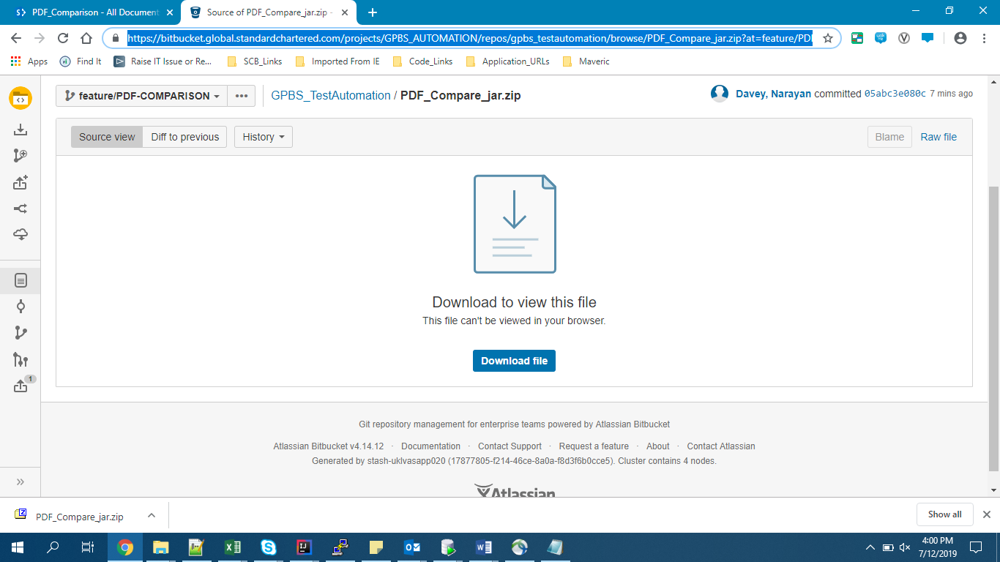 PDF_Comparison - All Document
Source of PDF_Compare_jar.zip -
https://bitbucket.global.standardchartered.com/projects/GPBS_AUTOMATION/repos/gpbs_testautomation/browse/PDF_Compare_jar.zip?at=feature/PD
Apps Find It Raise IT Issue or Re... SCB_Links Imported From IE Code_Links Application_URLs Maveric
feature/PDF-COMPARISON ••• GPBS_TestAutomation / PDF_Compare_jar.zip Davey, Narayan committed 05abc3e080c 7 mins ago
Source view Diff to previous History Blame Raw file
Download to view this file
This file can't be viewed in your browser.
Download file
1
Git repository management for enterprise teams powered by Atlassian Bitbucket
Atlassian Bitbucket v4.14.12 · Documentation · Contact Support · Request a feature · About · Contact Atlassian
Generated by stash-uklvasapp020 (17877805-f214-46ce-8a0a-f8d3f6b0cce5). Cluster contains 4 nodes.
Atlassian
PDF_Compare_jar.zip Show all
4:00 PM
7/12/2019